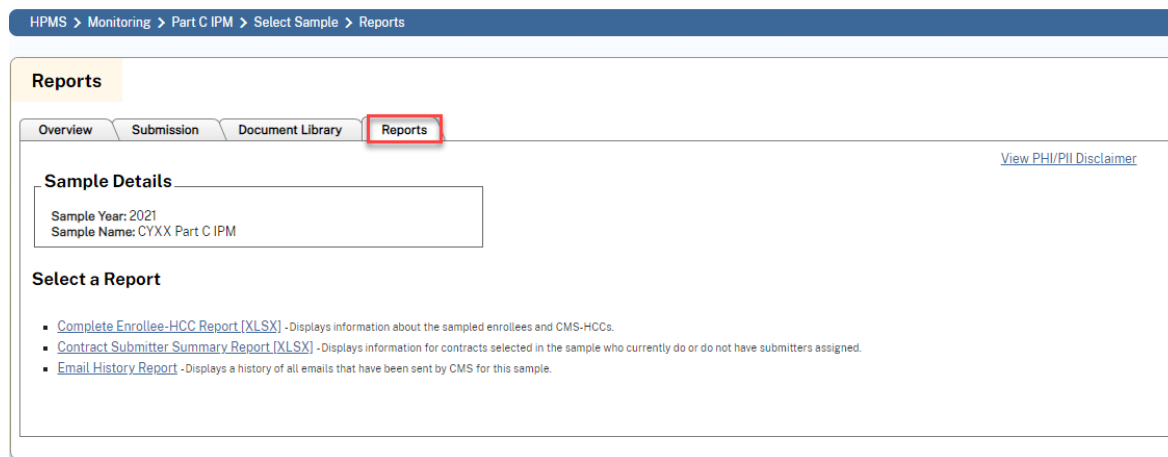 HPMS > Monitoring > Part C IPM > Select Sample > Reports
Reports
Overview Submission Document Library Reports
View PHI/PII Disclaimer
Sample Details
Sample Year: 2021
Sample Name: CYXX Part C IPM
Select a Report
▪ Complete Enrollee-HCC Report [XLSX] - Displays information about the sampled enrollees and CMS-HCCs.
▪ Contract Submitter Summary Report [XLSX] - Displays information for contracts selected in the sample who currently do or do not have submitters assigned.
▪ Email History Report - Displays a history of all emails that have been sent by CMS for this sample.